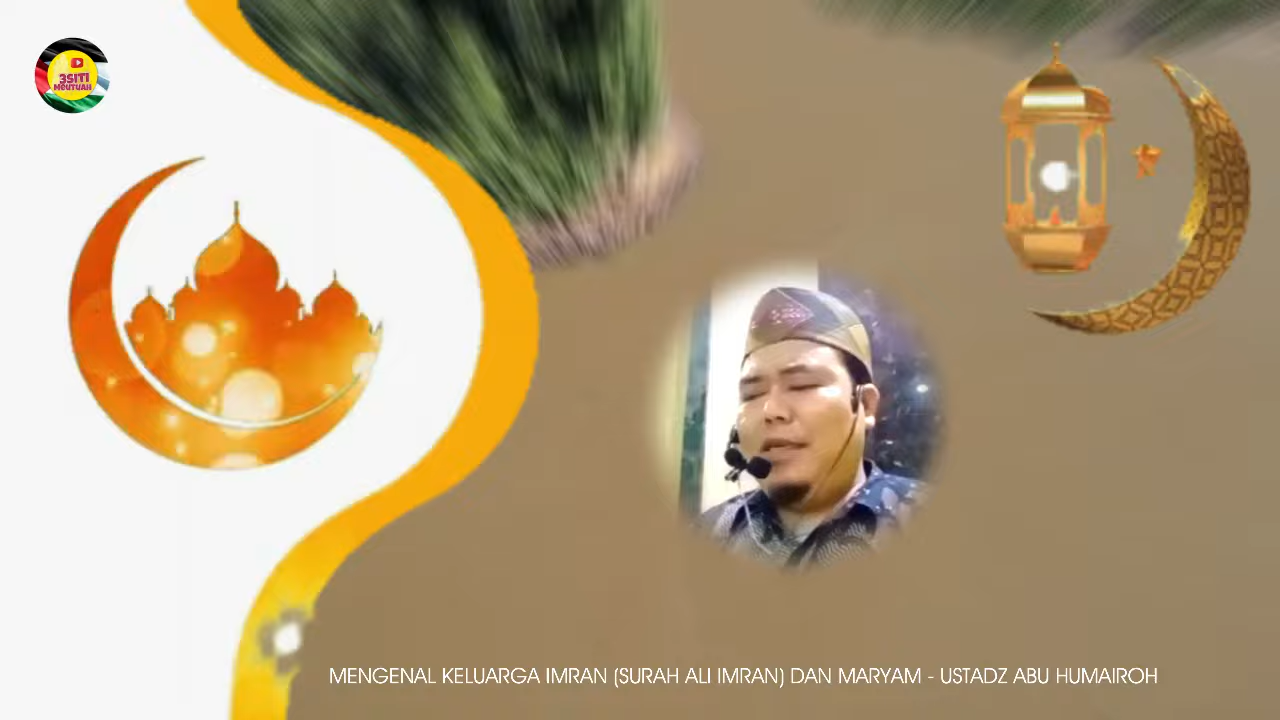 3SITI
MEUTUAH
MENGENAL KELUARGA IMRAN (SURAH ALI IMRAN) DAN MARYAM - USTADZ ABU HUMAIROH